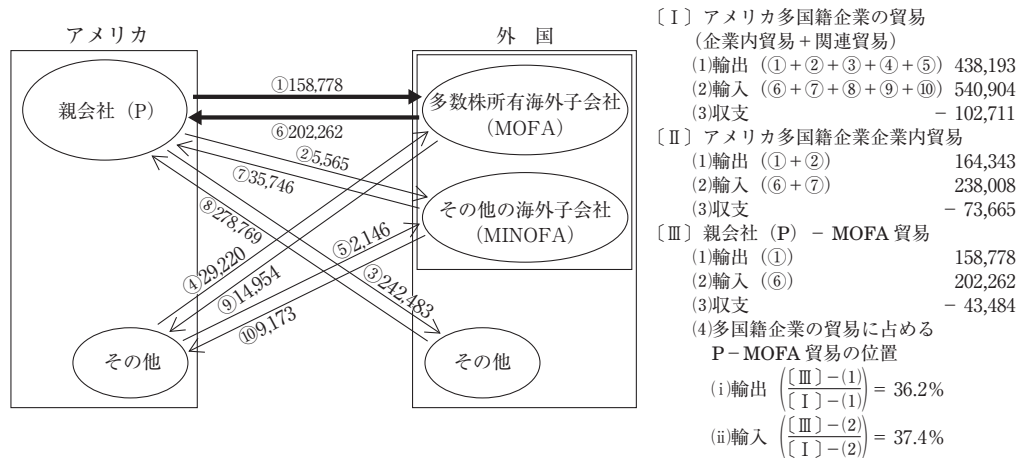 アメリカ
外　国
親会社（P）
①158,778
多数株所有海外子会社
（MOFA）
⑥202,262
②5,565
⑦35,746
その他の海外子会社
（MINOFA）
⑧278,769
⑤2,146
④29,220
⑨14,954
③242,483
⑩9,173
その他
その他
〔Ⅰ〕アメリカ多国籍企業の貿易
（企業内貿易＋関連貿易）
⑴輸出（①＋②＋③＋④＋⑤） 438,193
⑵輸入（⑥＋⑦＋⑧＋⑨＋⑩） 540,904
⑶収支 － 102,711
〔Ⅱ〕アメリカ多国籍企業企業内貿易
⑴輸出（①＋②） 164,343
⑵輸入（⑥＋⑦） 238,008
⑶収支 － 73,665
〔Ⅲ〕親会社（P）－ MOFA 貿易
⑴輸出（①） 158,778
⑵輸入（⑥） 202,262
⑶収支 － 43,484
⑷多国籍企業の貿易に占める
P－MOFA 貿易の位置
(ⅰ)輸出（〔Ⅲ〕－⑴/〔Ⅰ〕－⑴）＝ 36.2%
(ⅱ)輸入（〔Ⅲ〕－⑵/〔Ⅰ〕－⑵）＝ 37.4%